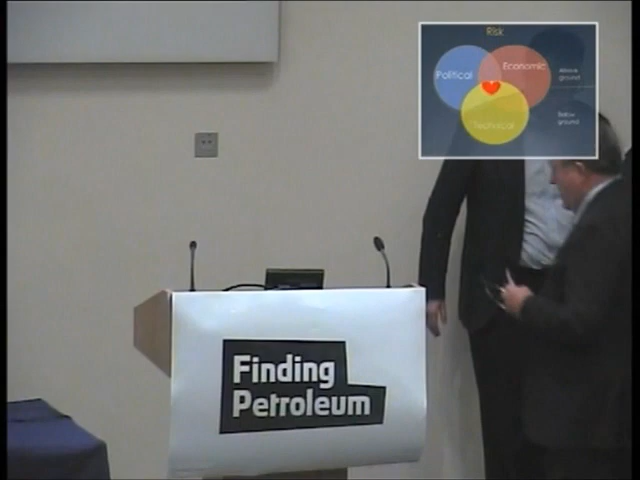 Risk
Political
Economic
Technical
Above
ground
Below
ground
Finding
Petroleum